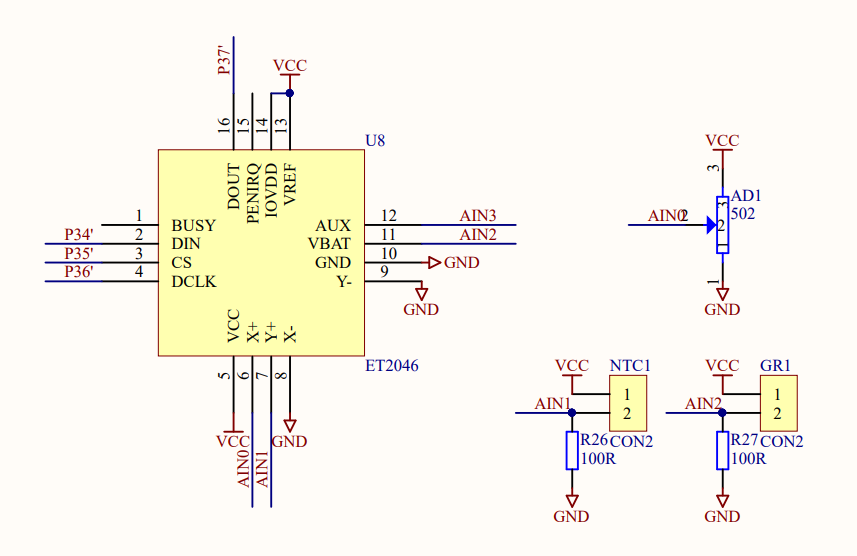 P37'
VCC
16
15
14
13
U8
DOUT
PENIRQ
IOVDD
VREF
1
BUSY
AUX
12
AIN3
P34'
2
DIN
VBAT
11
AIN2
P35'
3
CS
GND
10
GND
P36'
4
DCLK
Y-
9
GND
VCC
X+
Y+
X-
ET2046
5
6
7
8
VCC
AIN0
AIN1
GND
VCC
3
AD1
502
3
AIN0
2
2
1
1
GND
VCC
NTC1
1
AIN1
2
R26
CON2
100R
GND
VCC
GR1
1
AIN2
2
R27
CON2
100R
GND